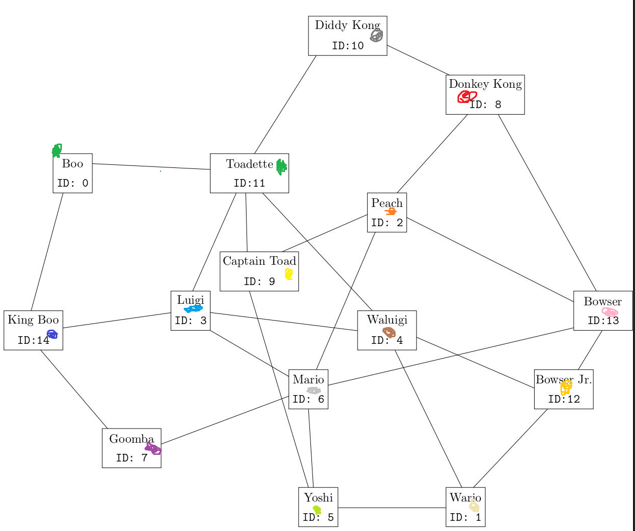 Diddy Kong
ID:10
Donkey Kong
ID: 8
Boo
ID: 0
Toadette
ID:11
Peach
ID: 2
Captain Toad
ID: 9
Luigi
ID: 3
Bowser
ID:13
King Boo
ID:14
Waluigi
ID: 4
Mario
ID: 6
Bowser Jr.
ID:12
Goomba
ID: 7
Yoshi
ID: 5
Wario
ID: 1